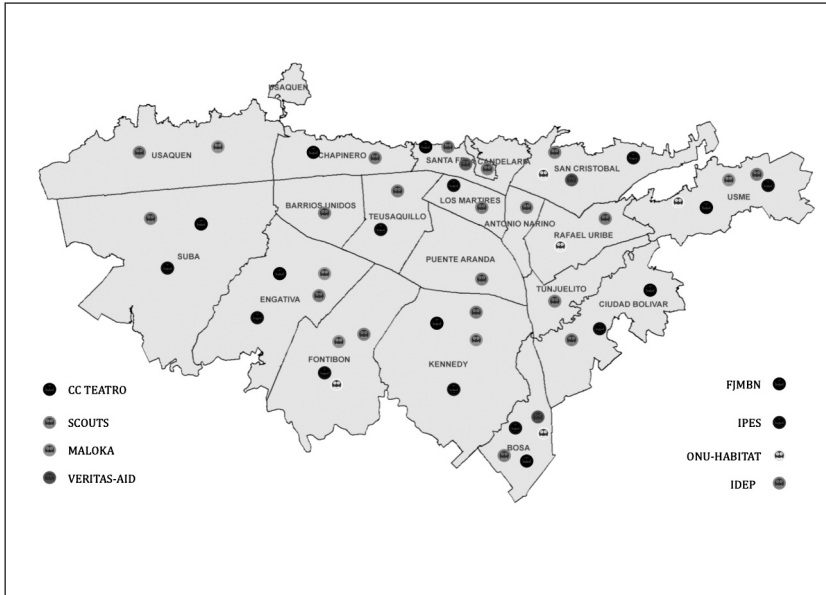 USAQUEN
USAQUEN
CHAPINERO
SANTA FE
CANDELARIA
SAN CRISTOBAL
USME
BARRIOS UNIDOS
TEUSAQUILLO
LOS MARTIRES
ANTONIO NARINO
RAFAEL URIBE
SUBA
PUENTE ARANDA
ENGATIVA
TUNJUELITO
CIUDAD BOLIVAR
FONTIBON
KENNEDY
BOSA
CC TEATRO
SCOUTS
MALOKA
VERITAS-AID
FJMBN
IPES
ONU-HABITAT
IDEP